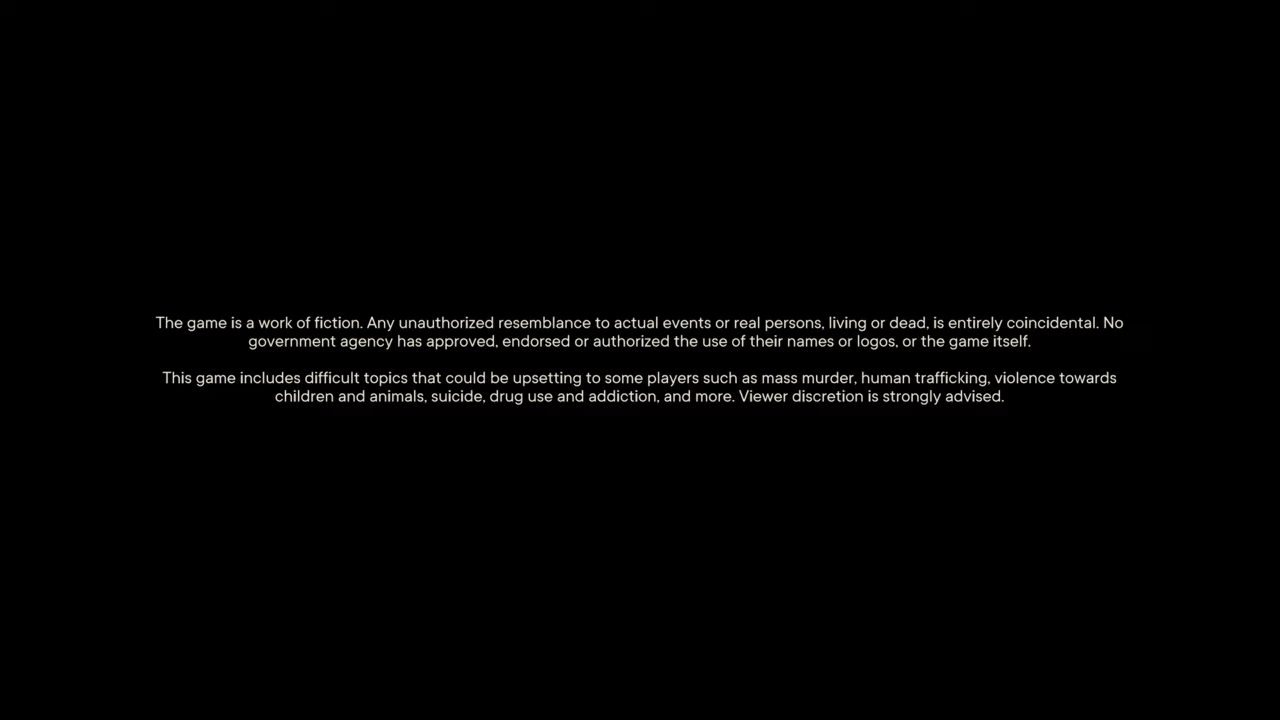 The game is a work of fiction. Any unauthorized resemblance to actual events or real persons, living or dead, is entirely coincidental. No
government agency has approved, endorsed or authorized the use of their names or logos, or the game itself.
This game includes difficult topics that could be upsetting to some players such as mass murder, human trafficking, violence towards
children and animals, suicide, drug use and addiction, and more. Viewer discretion is strongly advised.